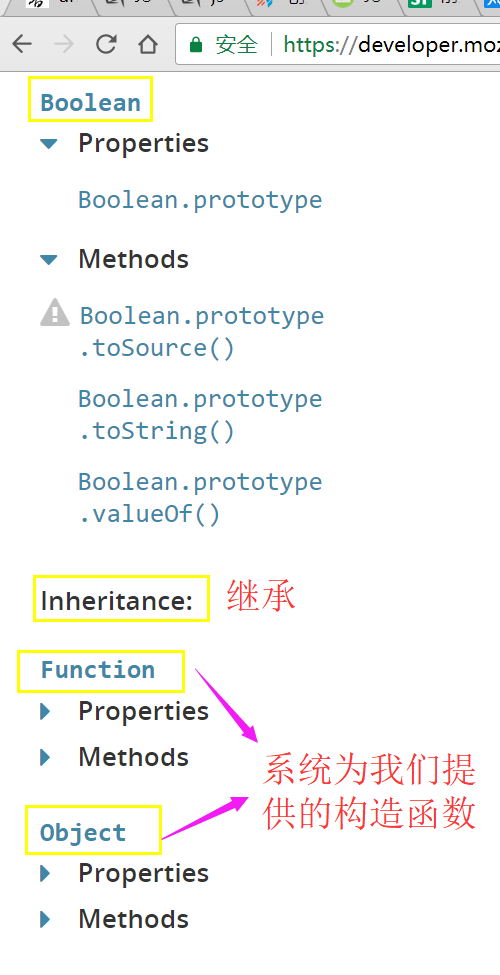 安全 https://developer.moz
Boolean
Properties
Boolean.prototype
Methods
Boolean.prototype
.toSource()
Boolean.prototype
.toString()
Boolean.prototype
.valueOf()
Inheritance: 继承
Function
Properties
Methods
系统为我们提
供的构造函数
Object
Properties
Methods